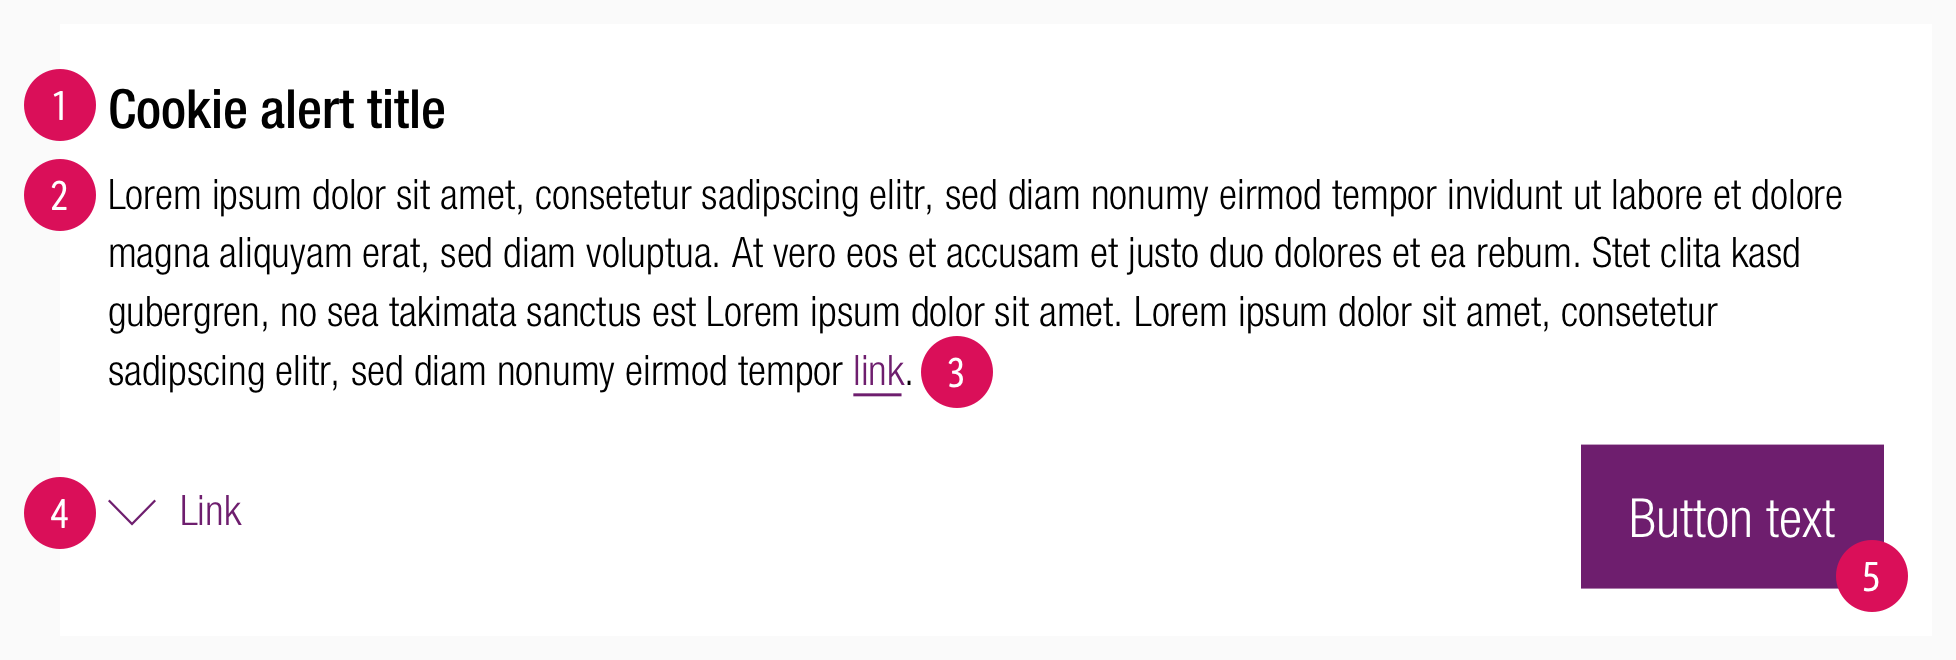 1 Cookie alert title
2 Lorem ipsum dolor sit amet, consetetur sadipscing elitr, sed diam nonumy eirmod tempor invidunt ut labore et dolore
magna aliquyam erat, sed diam voluptua. At vero eos et accusam et justo duo dolores et ea rebum. Stet clita kasd
gubergren, no sea takimata sanctus est Lorem ipsum dolor sit amet. Lorem ipsum dolor sit amet, consetetur
sadipscing elitr, sed diam nonumy eirmod tempor link. 3
4 Link
Button text
5